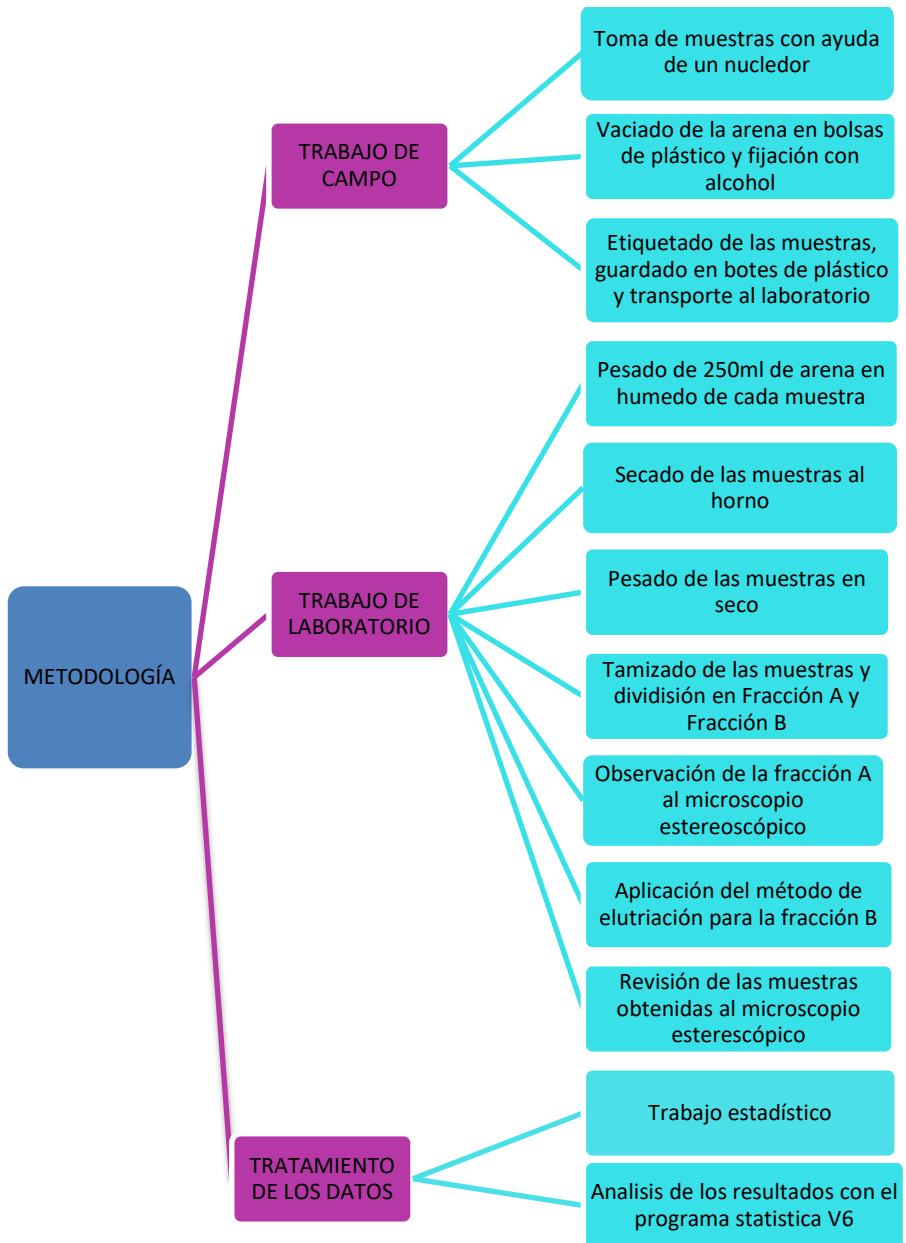 METODOLOGÍA
TRABAJO DE
CAMPO
Toma de muestras con ayuda
de un nucledor
Vaciado de la arena en bolsas
de plástico y fijación con
alcohol
Etiquetado de las muestras,
guardado en botes de plástico
y transporte al laboratorio
TRABAJO DE
LABORATORIO
Pesado de 250ml de arena en
humedo de cada muestra
Secado de las muestras al
horno
Pesado de las muestras en
seco
Tamizado de las muestras y
dividisión en Fracción A y
Fracción B
Observación de la fracción A
al microscopio
estereoscópico
Aplicación del método de
elutriación para la fracción B
Revisión de las muestras
obtenidas al microscopio
esterescópico
TRATAMIENTO
DE LOS DATOS
Trabajo estadístico
Analisis de los resultados con el
programa statistica V6